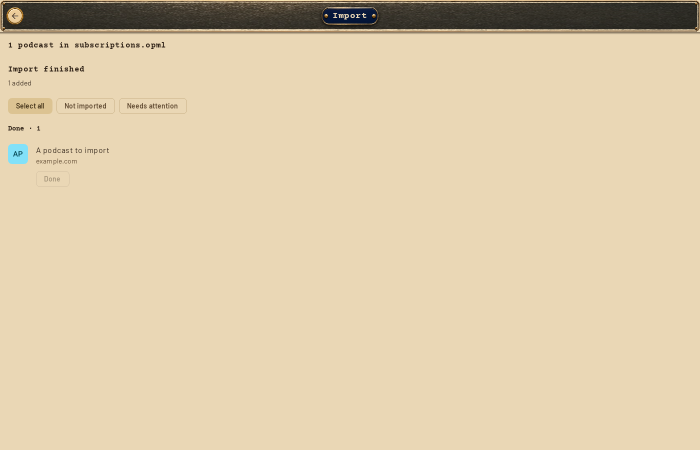 Import
1 podcast in subscriptions.opml
Import finished
1 added
Select all
Not imported
Needs attention
Done · 1
AP
A podcast to import
example.com
Done